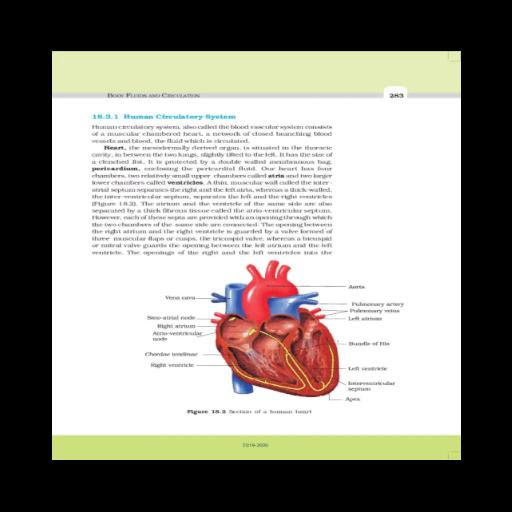 BODY FLUIDS AND CIRCULATION
283
18.3.1 Human Circulatory System
Human circulatory system, also called the blood vascular system consists
of a muscular chambered heart, a network of closed branching blood
vessels and blood, the fluid which is circulated.
Heart, the mesodermally derived organ, is situated in the thoracic
cavity, in between the two lungs, slightly tilted to the left. It has the size of
a clenched fist. It is protected by a double walled membranous bag,
pericardium, enclosing the pericardial fluid. Our heart has four
chambers, two relatively small upper chambers called atria and two larger
lower chambers called ventricles. A thin, muscular wall called the inter-
atrial septum separates the right and the left atria, whereas a thick-walled,
the inter-ventricular septum, separates the left and the right ventricles
(Figure 18.2). The atrium and the ventricle of the same side are also
separated by a thick fibrous tissue called the atrio-ventricular septum.
However, each of these septa are provided with an opening through which
the two chambers of the same side are connected. The opening between
the right atrium and the right ventricle is guarded by a valve formed of
three muscular flaps or cusps, the tricuspid valve, whereas a bicuspid
or mitral valve guards the opening between the left atrium and the left
ventricle. The openings of the right and the left ventricles into the
Aorta
Vena cava
Pulmonary artery
Pulmonary veins
Sino-atrial node
Left atrium
Right atrium
Atrio-ventricular
node
Bundle of His
Chordae tendinae
Right ventricle
Left ventricle
Interventricular
septum
Apex
Figure 18.2 Section of a human heart
2019-2020